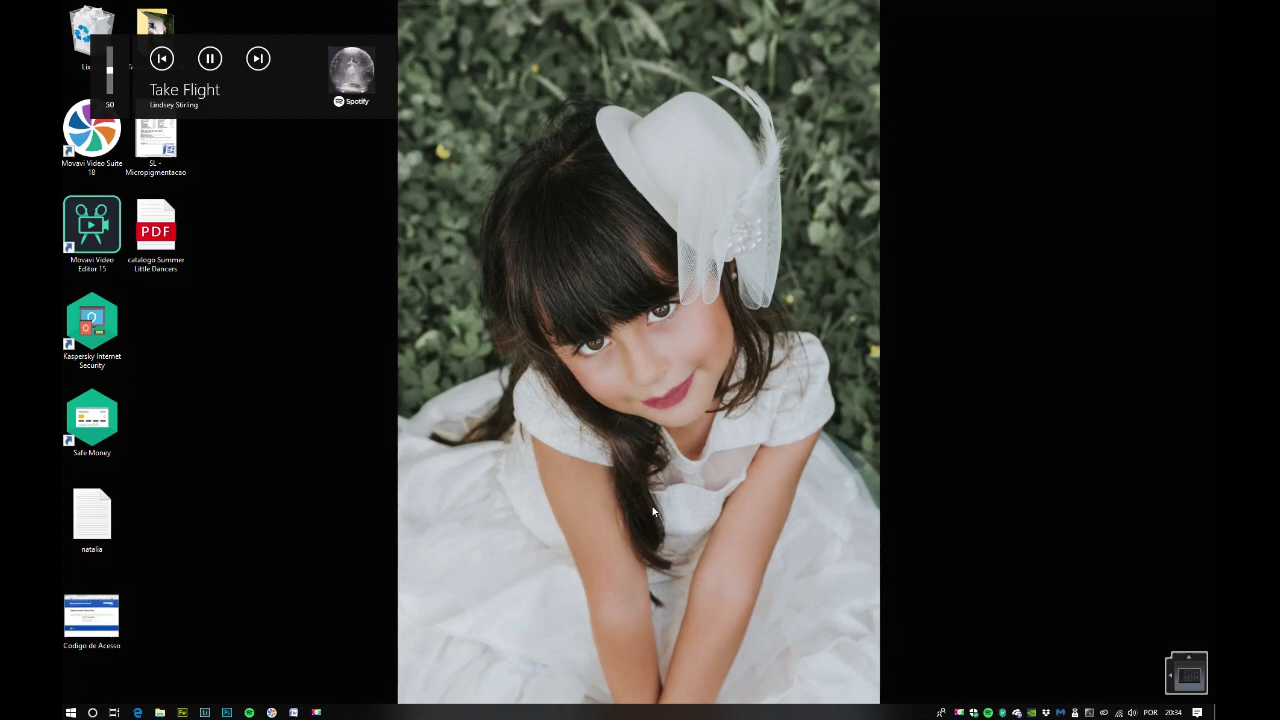 Take Flight
Lindsey Stirling
50
Spotify
Movavi Video Suite
18
SL -
Micropigmentacao
Movavi Video
Editor 15
PDF
catalogo Summer
Little Dancers
Kaspersky Internet
Security
Safe Money
natalia
Codigo de Acesso
POR
20:34